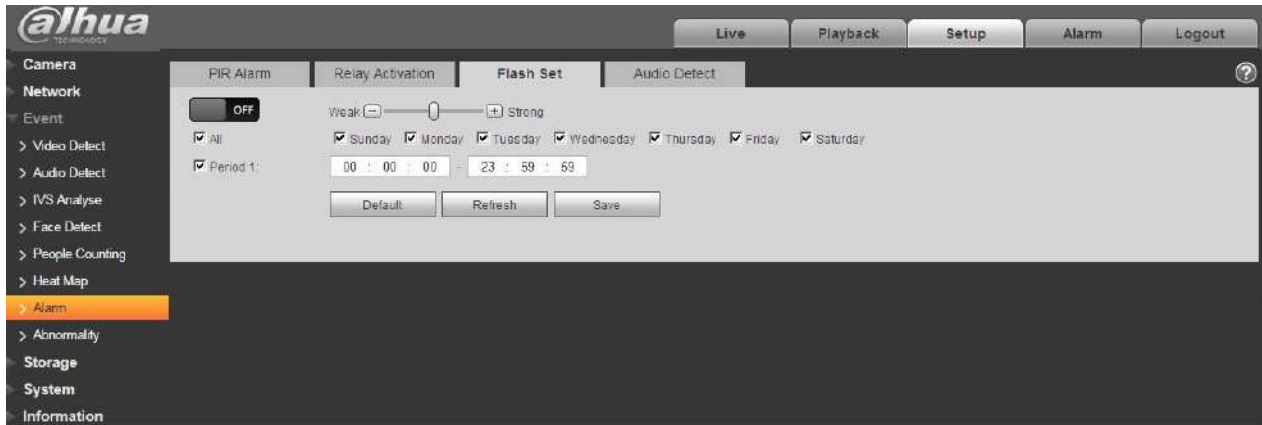 alhua
TECHNOLOGY
Live Playback Setup Alarm Logout
Camera
Network
Event
> Video Detect
> Audio Detect
> IVS Analyse
> Face Detect
> People Counting
> Heat Map
> Alarm
> Abnormality
Storage
System
Information
PIR Alarm Relay Activation Flash Set Audio Detect ?
OFF Weak - + Strong
All Sunday Monday Tuesday Wednesday Thursday Friday Saturday
Period 1: 00 : 00 : 00 - 23 : 59 : 59
Default Refresh Save